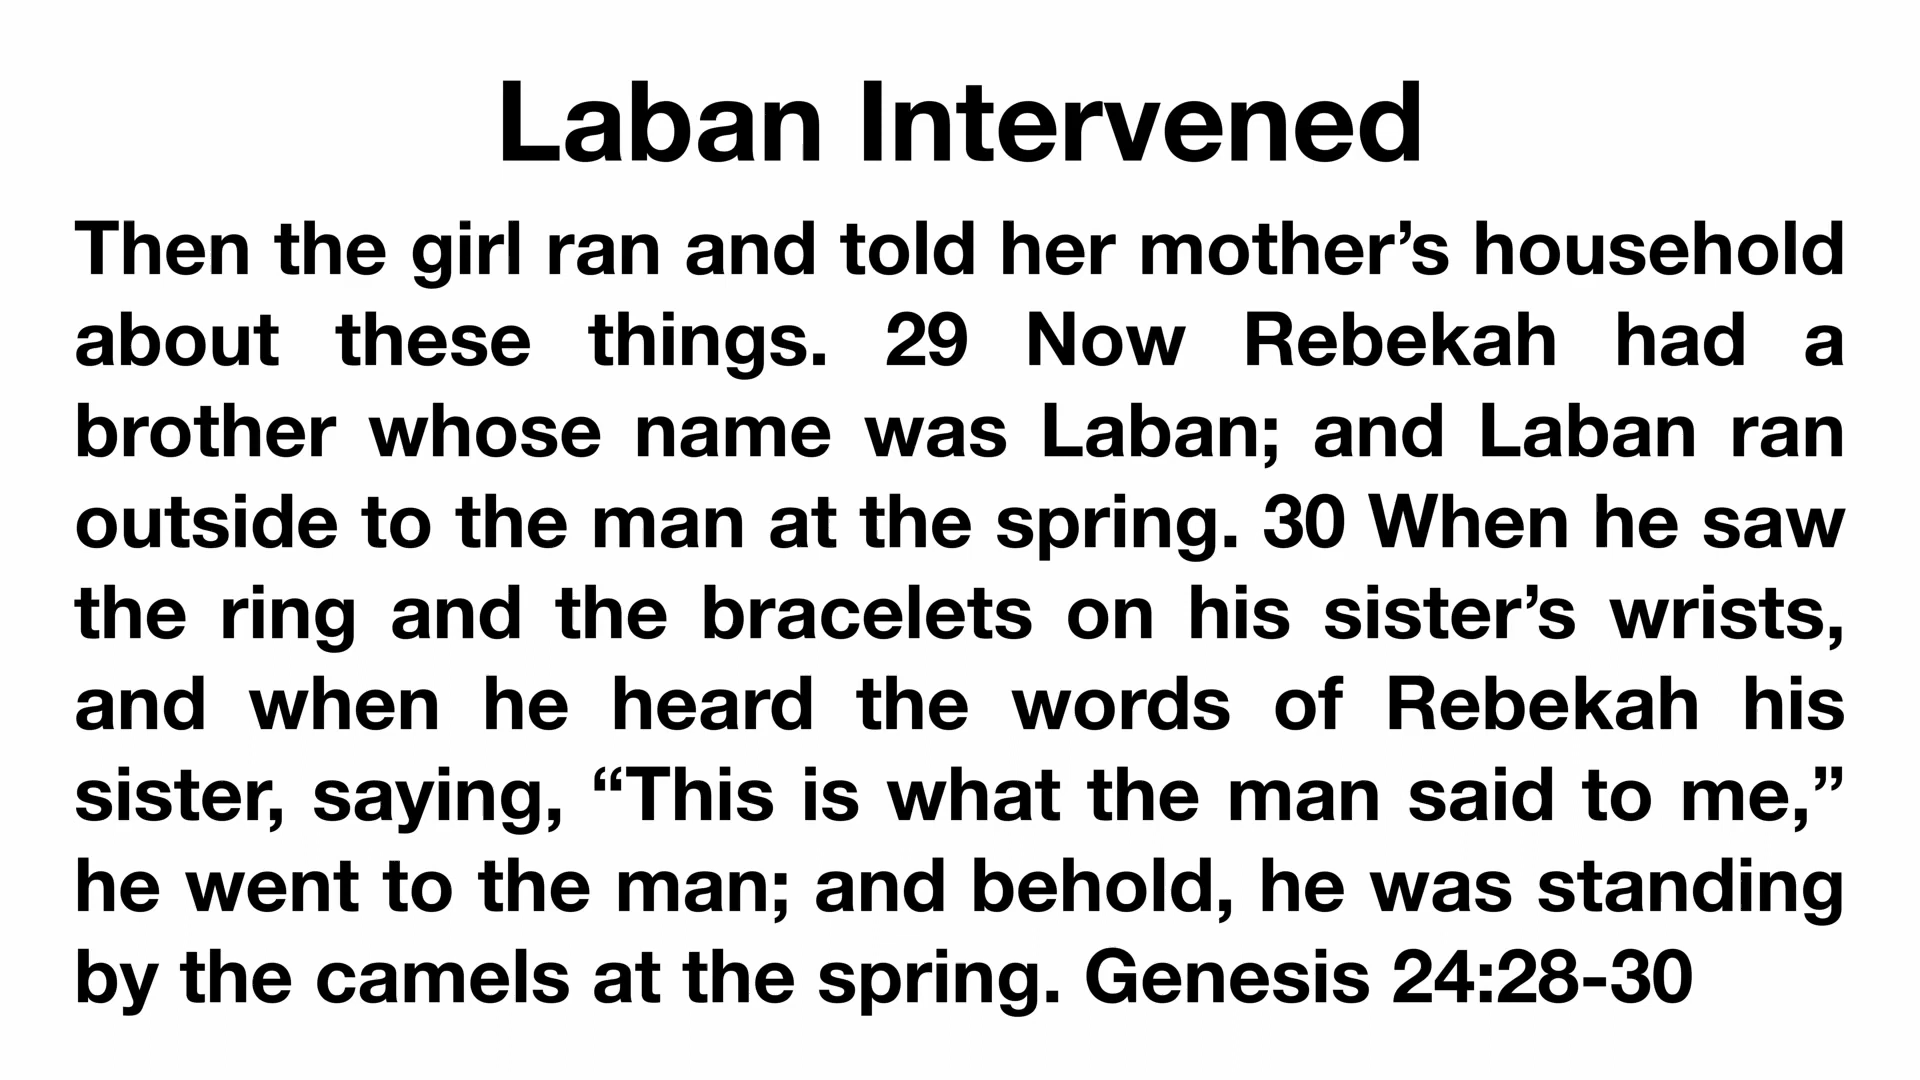 Laban Intervened
Then the girl ran and told her mother’s household
about these things. 29 Now Rebekah had a
brother whose name was Laban; and Laban ran
outside to the man at the spring. 30 When he saw
the ring and the bracelets on his sister’s wrists,
and when he heard the words of Rebekah his
sister, saying, “This is what the man said to me,”
he went to the man; and behold, he was standing
by the camels at the spring. Genesis 24:28-30